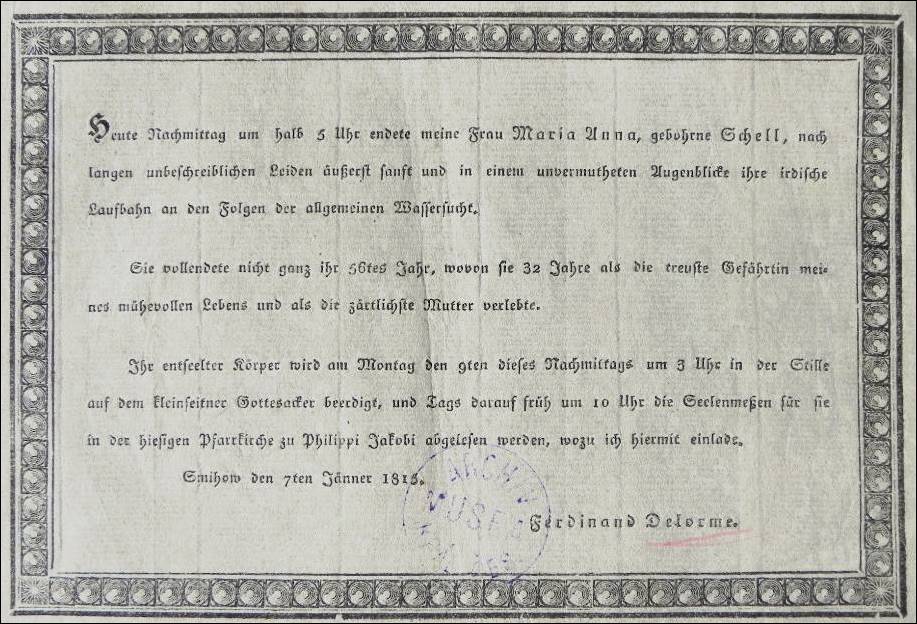 Heute Nachmittag um halb 5 Uhr endete meine Frau Maria Anna, gebohrne Schell, nach
langen unbeschreiblichen Leiden äußerst sanft und in einem unvermutheten Augenblicke ihre irdische
Laufbahn an den Folgen der allgemeinen Wassersucht.
Sie vollendete nicht ganz ihr 56tes Jahr, wovon sie 32 Jahre als die treuste Gefährtin mei=
nes mühevollen Lebens und als die zärtlichste Mutter verlebte.
Ihr entseelter Körper wird am Montag den 9ten dieses Nachmittags um 3 Uhr in der Stille
auf dem kleinseitner Gottesacker beerdigt, und Tags darauf früh um 10 Uhr die Seelenmeßen für sie
in der hiesigen Pfarrkirche zu Philippi Jakobi abgelesen werden, wozu ich hiermit einlade.
Smihow den 7ten Jänner 1815.
ARCHIV
MUSE
Ferdinand Delorme.